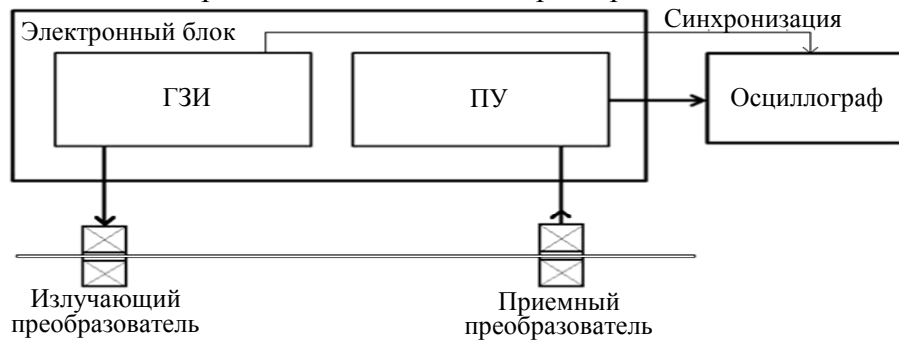 Синхронизация
Электронный блок
ГЗИ
ПУ
Осциллограф
Излучающий
преобразователь
Приемный
преобразователь